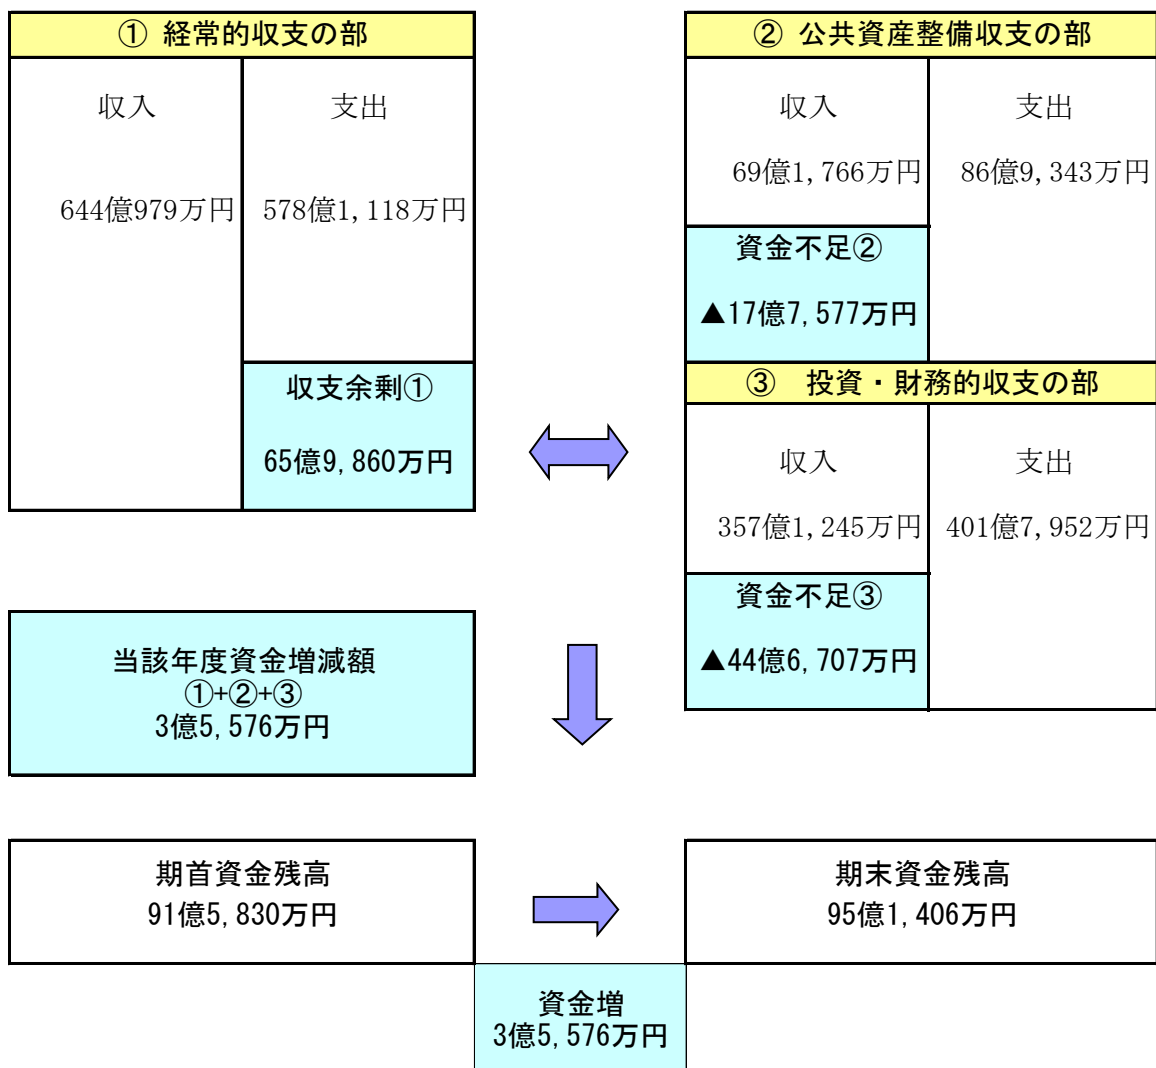 ① 経常的収支の部
収入
支出
644億979万円
578億1,118万円
収支余剰①
65億9,860万円
② 公共資産整備収支の部
収入
支出
69億1,766万円
86億9,343万円
資金不足②
▲17億7,577万円
③ 投資・財務的収支の部
収入
支出
357億1,245万円
401億7,952万円
資金不足③
▲44億6,707万円
当該年度資金増減額
①+②+③
3億5,576万円
期首資金残高
91億5,830万円
期末資金残高
95億1,406万円
資金増
3億5,576万円